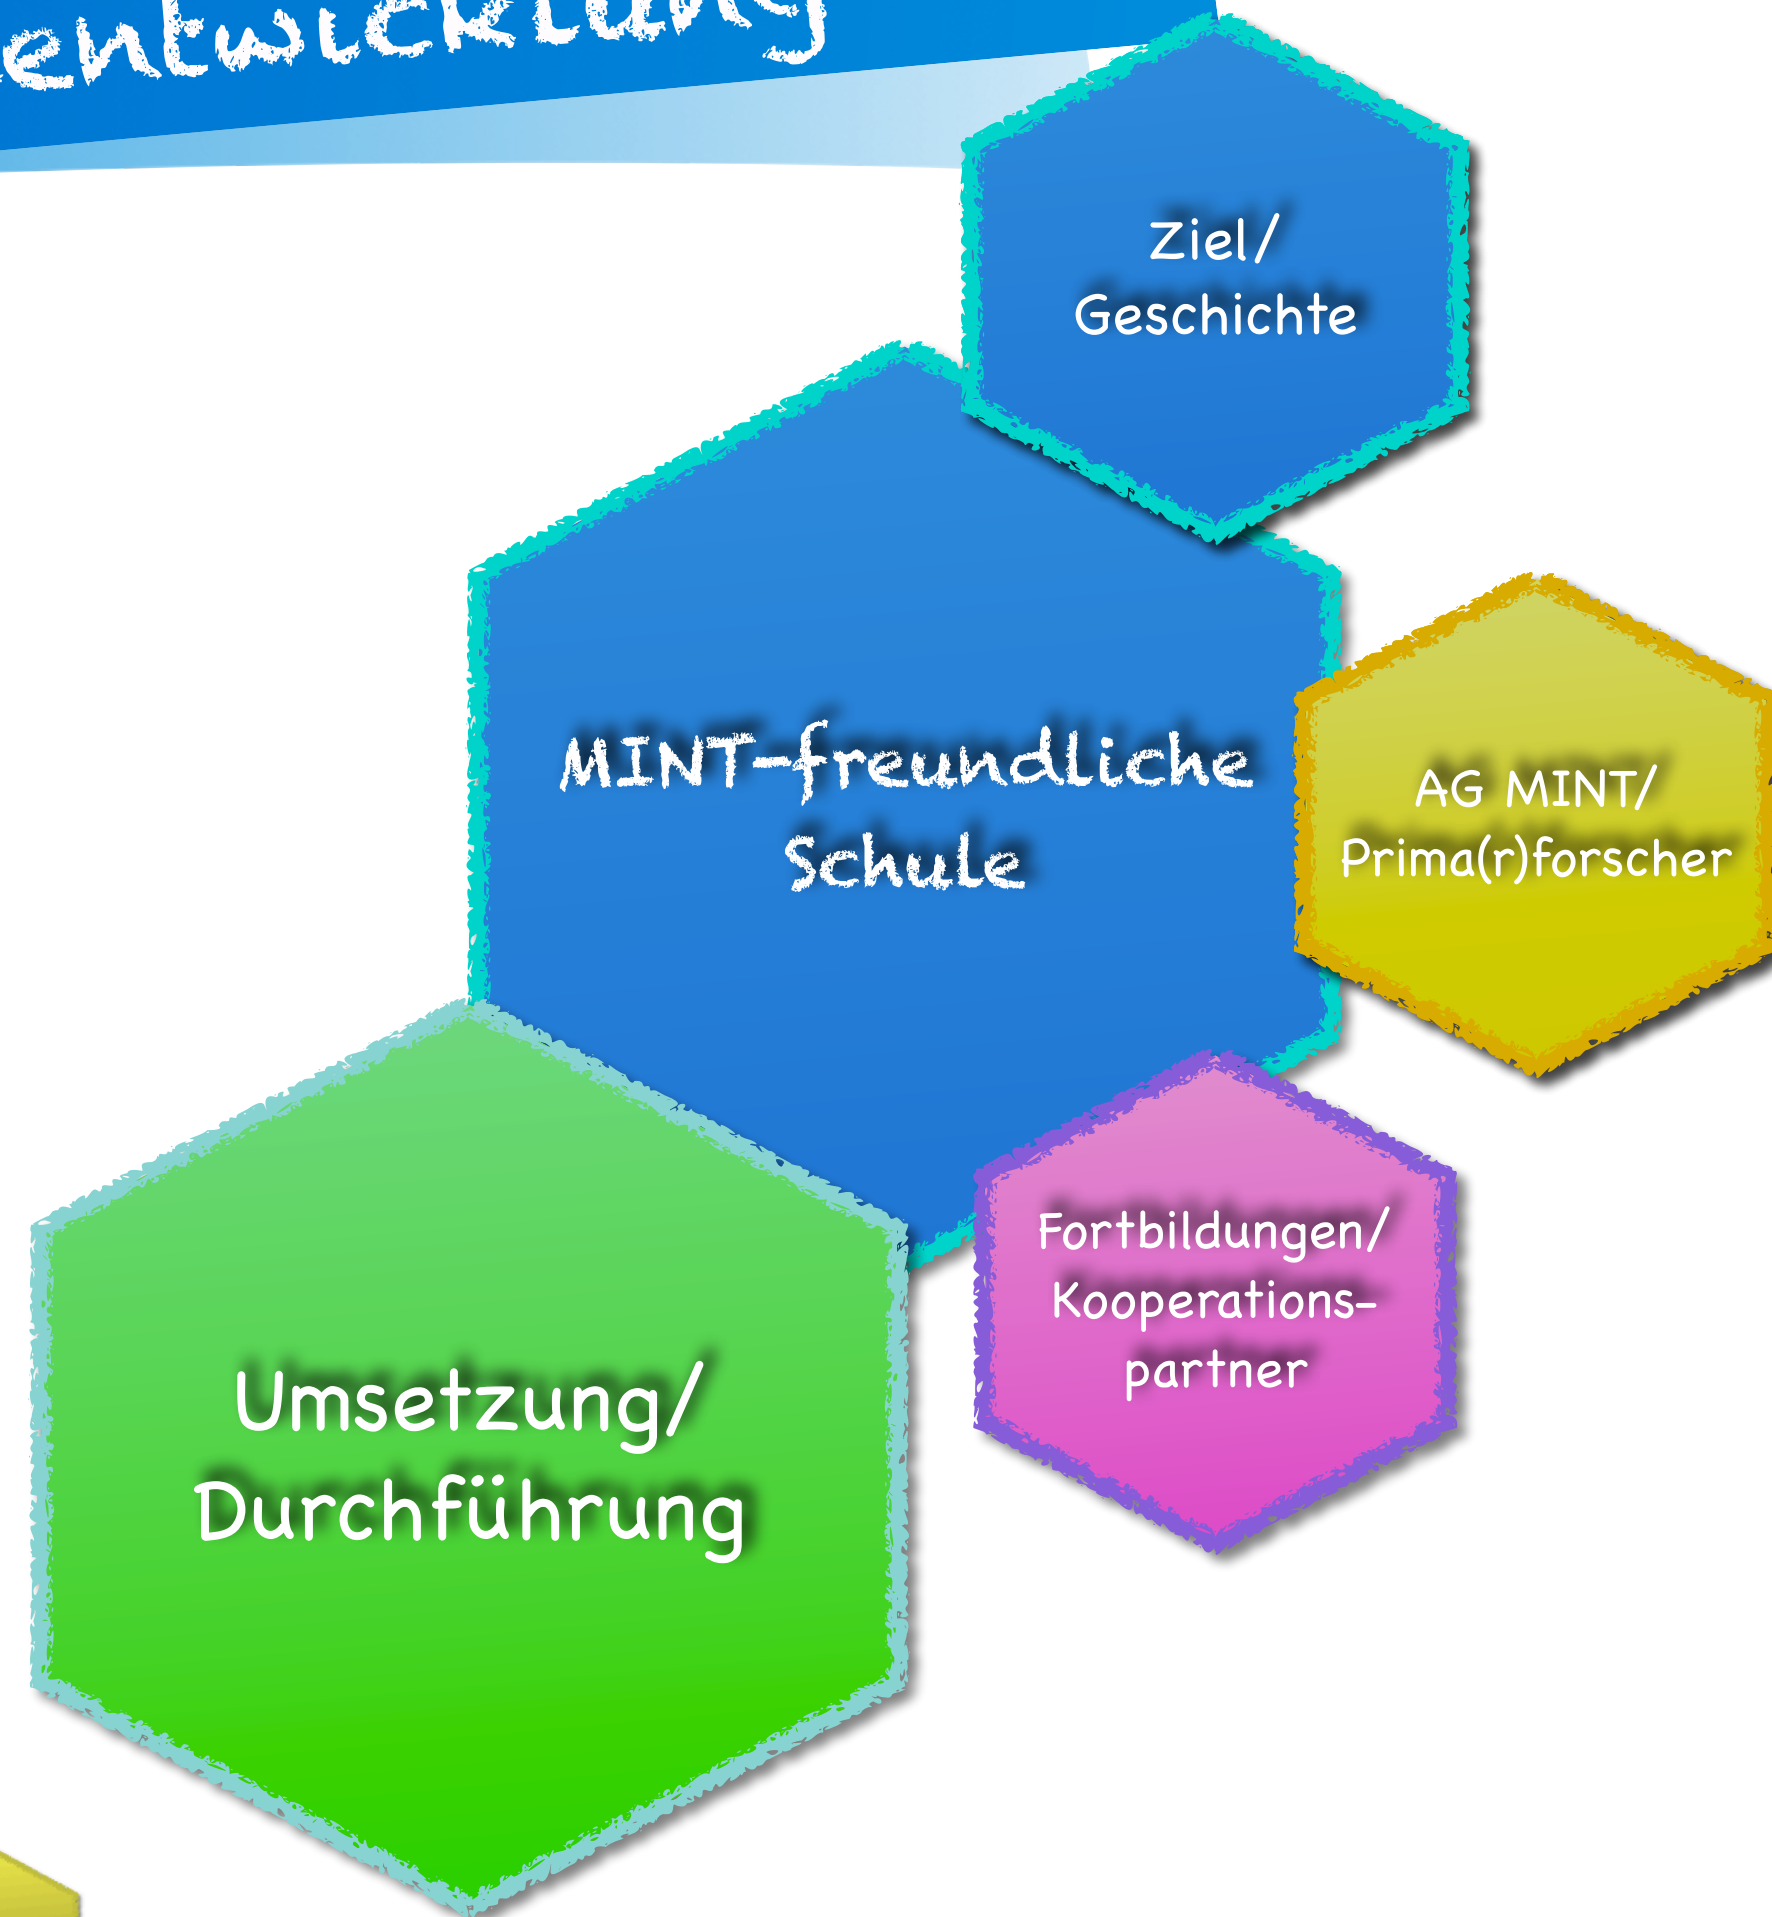 entwicklung
Ziel/
Geschichte
MINT-freundliche
Schule
AG MINT/
Prima(r)forscher
Fortbildungen/
Kooperations-
partner
Umsetzung/
Durchführung